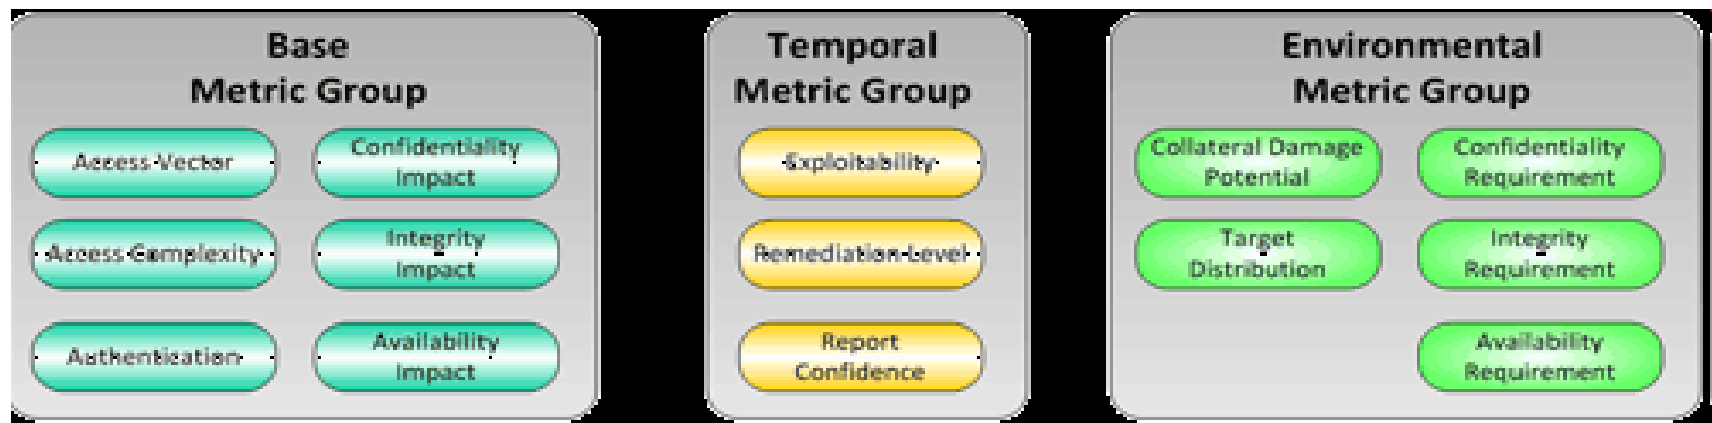 Base
Metric Group
Access Vector
Confidentiality
Impact
Access Complexity
Integrity
Impact
Authentication
Availability
Impact
Temporal
Metric Group
Exploitability
Remediation Level
Report
Confidence
Environmental
Metric Group
Collateral Damage
Potential
Confidentiality
Requirement
Target
Distribution
Integrity
Requirement
Availability
Requirement